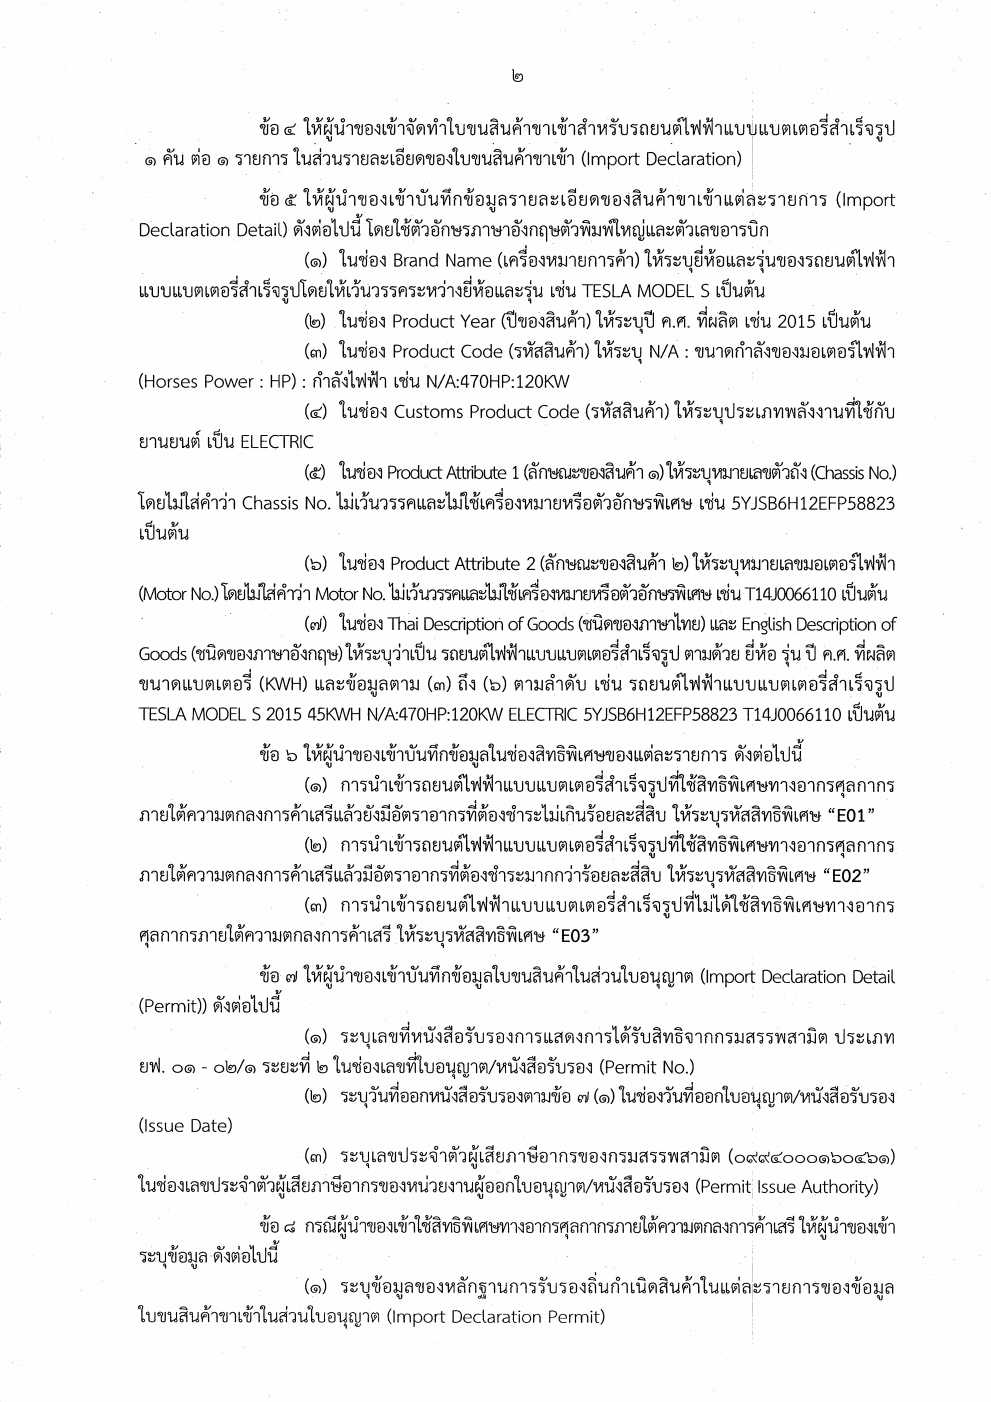 ๒
ข้อ ๔ ให้ผู้นำของเข้าจัดทำใบขนสินค้าขาเข้าสำหรับรถยนต์ไฟฟ้าแบบแบตเตอรี่สำเร็จรูป
๑ คัน ต่อ ๑ รายการ ในส่วนรายละเอียดของใบขนสินค้าขาเข้า (Import Declaration)
ข้อ ๕ ให้ผู้นำของเข้าบันทึกข้อมูลรายละเอียดของสินค้าขาเข้าแต่ละรายการ (Import
Declaration Detail) ดังต่อไปนี้ โดยใช้ตัวอักษรภาษาอังกฤษตัวพิมพ์ใหญ่และตัวเลขอารบิก
(๑) ในช่อง Brand Name (เครื่องหมายการค้า) ให้ระบุยี่ห้อและรุ่นของรถยนต์ไฟฟ้า
แบบแบตเตอรี่สำเร็จรูปโดยให้เว้นวรรคระหว่างยี่ห้อและรุ่น เช่น TESLA MODEL S เป็นต้น
(๒) ในช่อง Product Year (ปีของสินค้า) ให้ระบุปี ค.ศ. ที่ผลิต เช่น 2015 เป็นต้น
(๓) ในช่อง Product Code (รหัสสินค้า) ให้ระบุ N/A : ขนาดกำลังของมอเตอร์ไฟฟ้า
(Horses Power : HP) : กำลังไฟฟ้า เช่น N/A:470HP:120KW
(๔) ในช่อง Customs Product Code (รหัสสินค้า) ให้ระบุประเภทพลังงานที่ใช้กับ
ยานยนต์ เป็น ELECTRIC
(๕) ในช่อง Product Attribute 1 (ลักษณะของสินค้า ๑) ให้ระบุหมายเลขตัวถัง (Chassis No.)
โดยไม่ใส่คำว่า Chassis No. ไม่เว้นวรรคและไม่ใช้เครื่องหมายหรือตัวอักษรพิเศษ เช่น 5YJSB6H12EFP58823
เป็นต้น
(๖) ในช่อง Product Attribute 2 (ลักษณะของสินค้า ๒) ให้ระบุหมายเลขมอเตอร์ไฟฟ้า
(Motor No.) โดยไม่ใส่คำว่า Motor No. ไม่เว้นวรรคและไม่ใช้เครื่องหมายหรือตัวอักษรพิเศษ เช่น T14J0066110 เป็นต้น
(๗) ในช่อง Thai Description of Goods (ชนิดของภาษาไทย) และ English Description of
Goods (ชนิดของภาษาอังกฤษ) ให้ระบุว่าเป็น รถยนต์ไฟฟ้าแบบแบตเตอรี่สำเร็จรูป ตามด้วย ยี่ห้อ รุ่น ปี ค.ศ. ที่ผลิต
ขนาดแบตเตอรี่ (KWH) และข้อมูลตาม (๓) ถึง (๖) ตามลำดับ เช่น รถยนต์ไฟฟ้าแบบแบตเตอรี่สำเร็จรูป
TESLA MODEL S 2015 45KWH N/A:470HP:120KW ELECTRIC 5YJSB6H12EFP58823 T14J0066110 เป็นต้น
ข้อ ๖ ให้ผู้นำของเข้าบันทึกข้อมูลในช่องสิทธิพิเศษของแต่ละรายการ ดังต่อไปนี้
(๑) การนำเข้ารถยนต์ไฟฟ้าแบบแบตเตอรี่สำเร็จรูปที่ใช้สิทธิพิเศษทางอากรศุลกากร
ภายใต้ความตกลงการค้าเสรีแล้วยังมีอัตราอากรที่ต้องชำระไม่เกินร้อยละสี่สิบ ให้ระบุรหัสสิทธิพิเศษ “E01”
(๒) การนำเข้ารถยนต์ไฟฟ้าแบบแบตเตอรี่สำเร็จรูปที่ใช้สิทธิพิเศษทางอากรศุลกากร
ภายใต้ความตกลงการค้าเสรีแล้วมีอัตราอากรที่ต้องชำระมากกว่าร้อยละสี่สิบ ให้ระบุรหัสสิทธิพิเศษ “E02”
(๓) การนำเข้ารถยนต์ไฟฟ้าแบบแบตเตอรี่สำเร็จรูปที่ไม่ได้ใช้สิทธิพิเศษทางอากร
ศุลกากรภายใต้ความตกลงการค้าเสรี ให้ระบุรหัสสิทธิพิเศษ “E03”
ข้อ ๗ ให้ผู้นำของเข้าบันทึกข้อมูลใบขนสินค้าในส่วนใบอนุญาต (Import Declaration Detail
(Permit)) ดังต่อไปนี้
(๑) ระบุเลขที่หนังสือรับรองการแสดงการได้รับสิทธิจากกรมสรรพสามิต ประเภท
ยฟ. ๐๑ - ๐๒/๑ ระยะที่ ๒ ในช่องเลขที่ใบอนุญาต/หนังสือรับรอง (Permit No.)
(๒) ระบุวันที่ออกหนังสือรับรองตามข้อ ๗ (๑) ในช่องวันที่ออกใบอนุญาต/หนังสือรับรอง
(Issue Date)
(๓) ระบุเลขประจำตัวผู้เสียภาษีอากรของกรมสรรพสามิต (๐๙๙๔๐๐๐๑๖๐๔๖๑)
ในช่องเลขประจำตัวผู้เสียภาษีอากรของหน่วยงานผู้ออกใบอนุญาต/หนังสือรับรอง (Permit Issue Authority)
ข้อ ๘ กรณีผู้นำของเข้าใช้สิทธิพิเศษทางอากรศุลกากรภายใต้ความตกลงการค้าเสรี ให้ผู้นำของเข้า
ระบุข้อมูล ดังต่อไปนี้
(๑) ระบุข้อมูลของหลักฐานการรับรองถิ่นกำเนิดสินค้าในแต่ละรายการของข้อมูล
ใบขนสินค้าขาเข้าในส่วนใบอนุญาต (Import Declaration Permit)